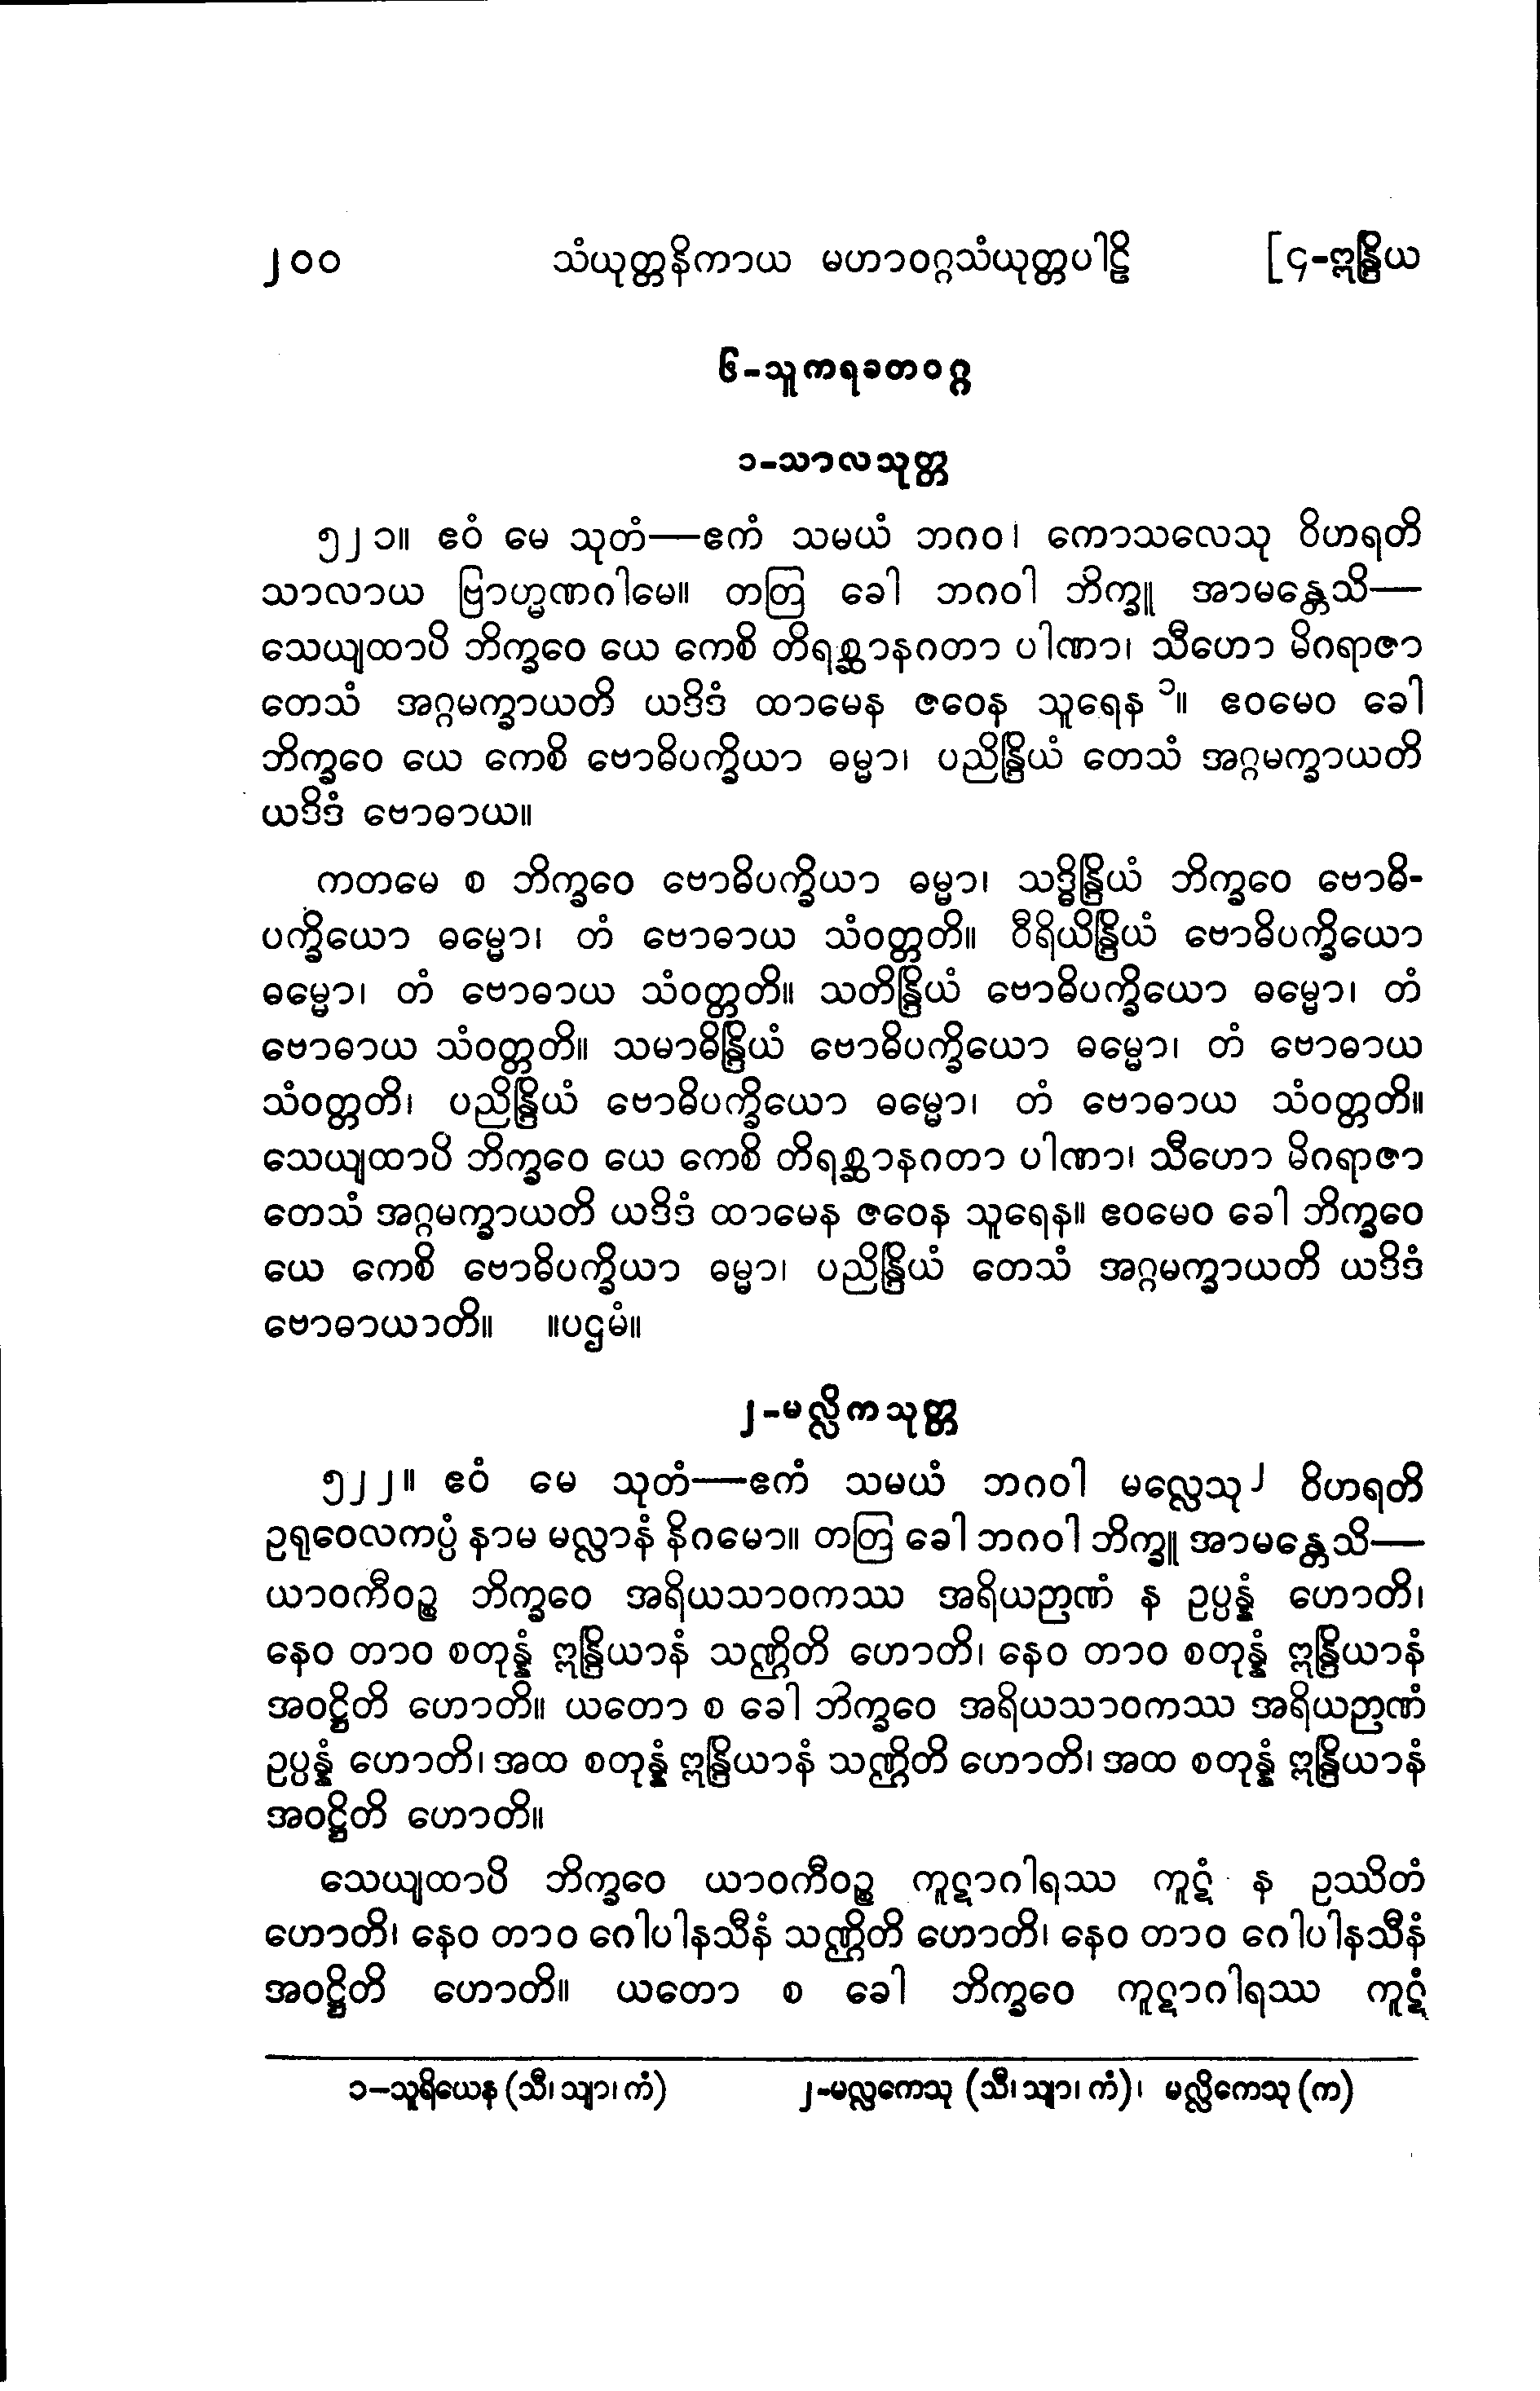 ၂၀၀ သံယုတ္တနိကာယ မဟာဝဂ္ဂသံယုတ္တပါဠိ [၄-ဣန္ဒြိယ
၆-သူကရခတဝဂ္ဂ
၁-သာလသုတ္တ
၅၂၁။ ဧဝံ မေ သုတံ—ဧကံ သမယံ ဘဂဝါ ကောသလေသု ဝိဟရတိ
သာလာယ ဗြာဟ္မဏဂါမေ။ တတြ ခေါ ဘဂဝါ ဘိက္ခူ အာမန္တေသိ—
သေယျထာပိ ဘိက္ခဝေ ယေ ကေစိ တိရစ္ဆာနဂတာ ပါဏာ၊ သီဟော မိဂရာဇာ
တေသံ အဂ္ဂမက္ခာယတိ ယဒိဒံ ထာမေန ဇဝေန သူရေန ၁။ ဧဝမေဝ ခေါ
ဘိက္ခဝေ ယေ ကေစိ ဗောဓိပက္ခိယာ ဓမ္မာ၊ ပညိန္ဒြိယံ တေသံ အဂ္ဂမက္ခာယတိ
ယဒိဒံ ဗောဓာယ။
ကတမေ စ ဘိက္ခဝေ ဗောဓိပက္ခိယာ ဓမ္မာ၊ သဒ္ဓိန္ဒြိယံ ဘိက္ခဝေ ဗောဓိ-
ပက္ခိယော ဓမ္မော၊ တံ ဗောဓာယ သံဝတ္တတိ။ ဝီရိယိန္ဒြိယံ ဗောဓိပက္ခိယော
ဓမ္မော၊ တံ ဗောဓာယ သံဝတ္တတိ။ သတိန္ဒြိယံ ဗောဓိပက္ခိယော ဓမ္မော၊ တံ
ဗောဓာယ သံဝတ္တတိ။ သမာဓိန္ဒြိယံ ဗောဓိပက္ခိယော ဓမ္မော၊ တံ ဗောဓာယ
သံဝတ္တတိ၊ ပညိန္ဒြိယံ ဗောဓိပက္ခိယော ဓမ္မော၊ တံ ဗောဓာယ သံဝတ္တတိ။
သေယျထာပိ ဘိက္ခဝေ ယေ ကေစိ တိရစ္ဆာနဂတာ ပါဏာ၊ သီဟော မိဂရာဇာ
တေသံ အဂ္ဂမက္ခာယတိ ယဒိဒံ ထာမေန ဇဝေန သူရေန။ ဧဝမေဝ ခေါ ဘိက္ခဝေ
ယေ ကေစိ ဗောဓိပက္ခိယာ ဓမ္မာ၊ ပညိန္ဒြိယံ တေသံ အဂ္ဂမက္ခာယတိ ယဒိဒံ
ဗောဓာယာတိ။ ။ပဌမံ။
၂-မလ္လိကသုတ္တ
၅၂၂။ ဧဝံ မေ သုတံ—ဧကံ သမယံ ဘဂဝါ မလ္လေသု၂ ဝိဟရတိ
ဥရုဝေလကပ္ပံ နာမ မလ္လာနံ နိဂမော။ တတြ ခေါ ဘဂဝါ ဘိက္ခူ အာမန္တေသိ—
ယာဝကီဝဉ္စ ဘိက္ခဝေ အရိယသာဝကဿ အရိယဉာဏံ န ဥပ္ပန္နံ ဟောတိ၊
နေဝ တာဝ စတုန္နံ ဣန္ဒြိယာနံ သဏ္ဌိတိ ဟောတိ၊ နေဝ တာဝ စတုန္နံ ဣန္ဒြိယာနံ
အဝဋ္ဌိတိ ဟောတိ။ ယတော စ ခေါ ဘိက္ခဝေ အရိယသာဝကဿ အရိယဉာဏံ
ဥပ္ပန္နံ ဟောတိ၊ အထ စတုန္နံ ဣန္ဒြိယာနံ သဏ္ဌိတိ ဟောတိ၊ အထ စတုန္နံ ဣန္ဒြိယာနံ
အဝဋ္ဌိတိ ဟောတိ။
သေယျထာပိ ဘိက္ခဝေ ယာဝကီဝဉ္စ ကူဋာဂါရဿ ကူဋံ န ဥဿိတံ
ဟောတိ၊ နေဝ တာဝ ဂေါပါနသီနံ သဏ္ဌိတိ ဟောတိ၊ နေဝ တာဝ ဂေါပါနသီနံ
အဝဋ္ဌိတိ ဟောတိ။ ယတော စ ခေါ ဘိက္ခဝေ ကူဋာဂါရဿ ကူဋံ
၁-သူရိယေန (သီ၊ သျာ၊ ကံ) ၂-မလ္လကေသု (သီ၊ သျာ၊ ကံ)၊ မလ္လိကေသု (က)